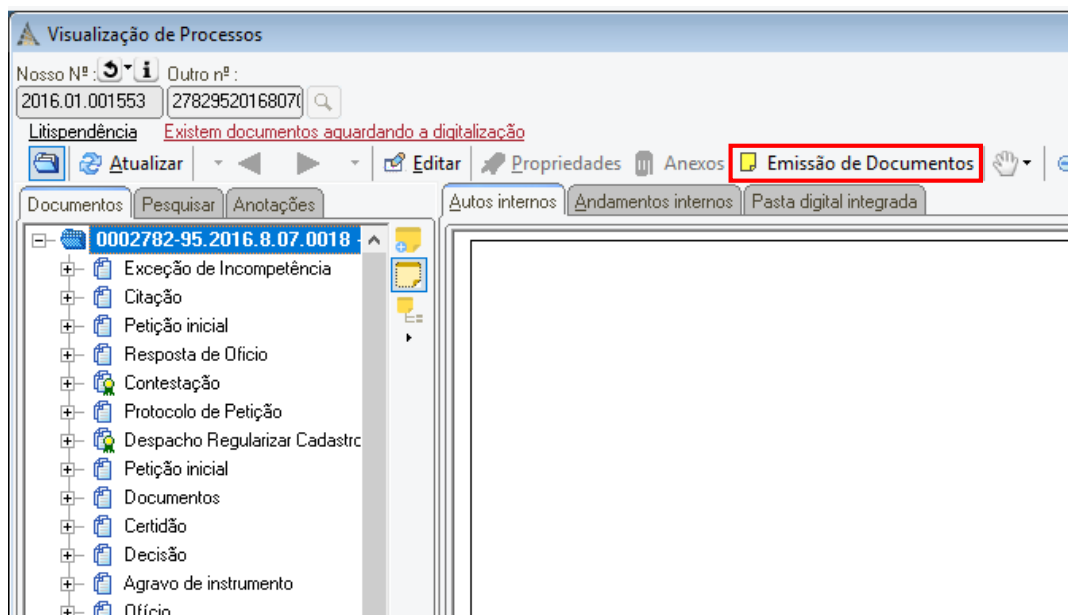 Visualização de Processos
Nosso Nº : Outro nº :
2016.01.001553 2782952016807(
Litispendência Existem documentos aguardando a digitalização
Atualizar Editar Propriedades Anexos Emissão de Documentos
Documentos Pesquisar Anotações Autos internos Andamentos internos Pasta digital integrada
0002782-95.2016.8.07.0018 -
Exceção de Incompetência
Citação
Petição inicial
Resposta de Oficio
Contestação
Protocolo de Petição
Despacho Regularizar Cadastro
Petição inicial
Documentos
Certidão
Decisão
Agravo de instrumento
Ofício